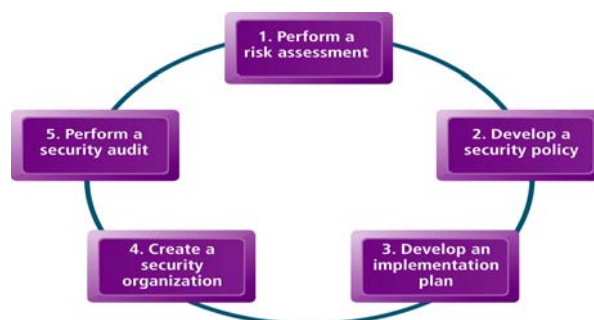 1. Perform a
risk assessment
2. Develop a
security policy
3. Develop an
implementation
plan
4. Create a
security
organization
5. Perform a
security audit